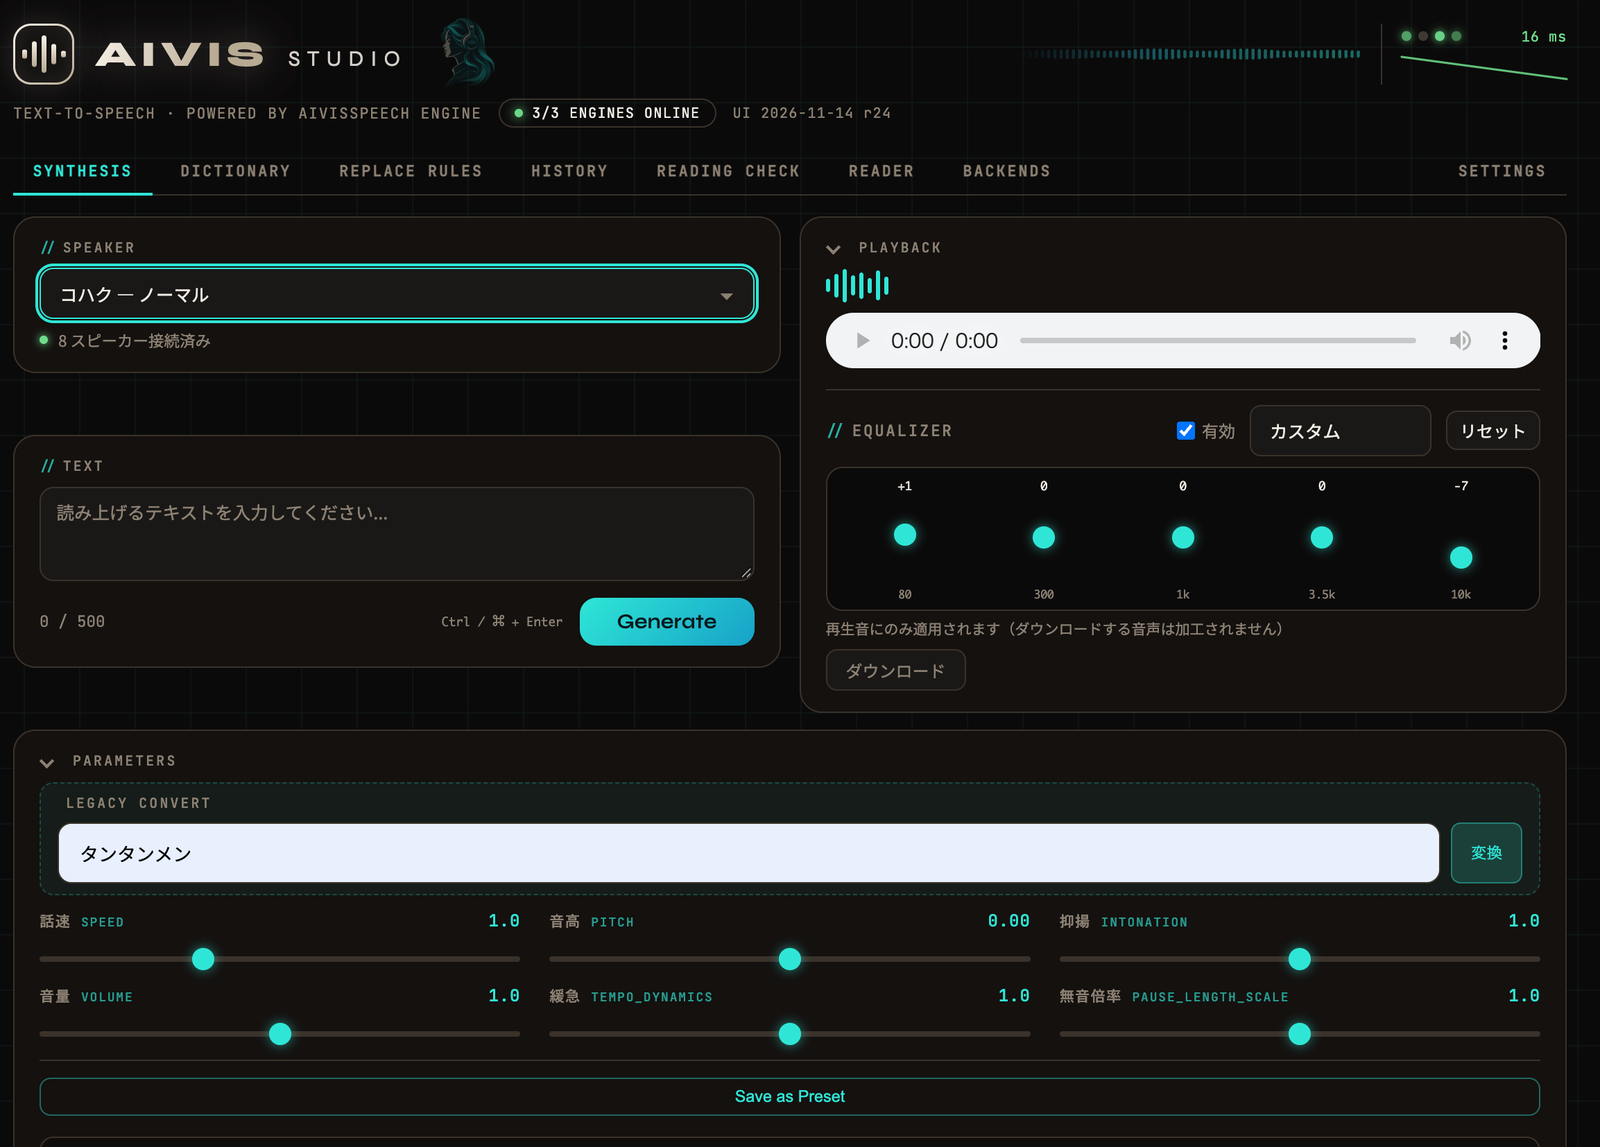 AIVIS STUDIO
16 ms
TEXT-TO-SPEECH · POWERED BY AIVISSPEECH ENGINE
3/3 ENGINES ONLINE
UI 2026-11-14 r24
SYNTHESIS
DICTIONARY
REPLACE RULES
HISTORY
READING CHECK
READER
BACKENDS
SETTINGS
// SPEAKER
コハク — ノーマル
8 スピーカー接続済み
// TEXT
読み上げるテキストを入力してください...
0 / 500
Ctrl / ⌘ + Enter
Generate
PLAYBACK
0:00 / 0:00
// EQUALIZER
有効
カスタム
リセット
+1 0 0 0 -7
80 300 1k 3.5k 10k
再生音にのみ適用されます（ダウンロードする音声は加工されません）
ダウンロード
PARAMETERS
LEGACY CONVERT
タンタンメン
変換
話速 SPEED 1.0
音高 PITCH 0.00
抑揚 INTONATION 1.0
音量 VOLUME 1.0
緩急 TEMPO_DYNAMICS 1.0
無音倍率 PAUSE_LENGTH_SCALE 1.0
Save as Preset